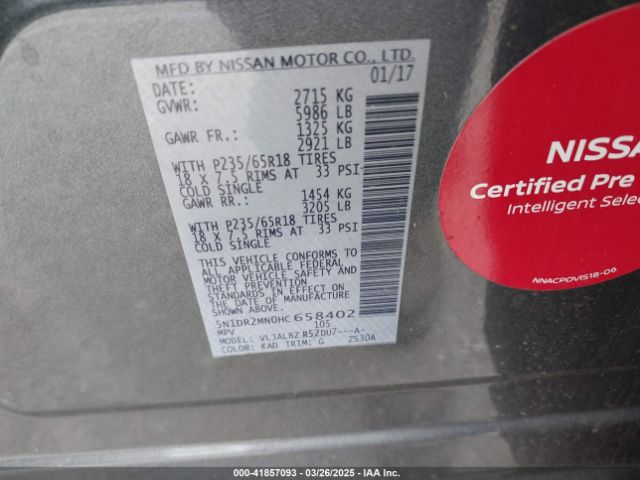 MFD BY NISSAN MOTOR CO., LTD.
DATE: 01/17
GVWR: 2715 KG
5986 LB
GAWR FR.: 1325 KG
2921 LB
WITH P235/65R18 TIRES
18 X 7.5 RIMS AT 33 PSI
COLD SINGLE
GAWR RR.: 1454 KG
3205 LB
WITH P235/65R18 TIRES
18 X 7.5 RIMS AT 33 PSI
COLD SINGLE
THIS VEHICLE CONFORMS TO
ALL APPLICABLE FEDERAL
MOTOR VEHICLE SAFETY AND
THEFT PREVENTION
STANDARDS IN EFFECT ON
THE DATE OF MANUFACTURE
SHOWN ABOVE.
5N1DR2MN0HC658402
MPV 105
MODEL: VLJALBZ R52DU7---A-
COLOR: KAD TRIM: G ZS30A
NISSA
Certified Pre
Intelligent Selec
NNACPOVIS18-06
000-41857093 — 03/26/2025 — IAA Inc.